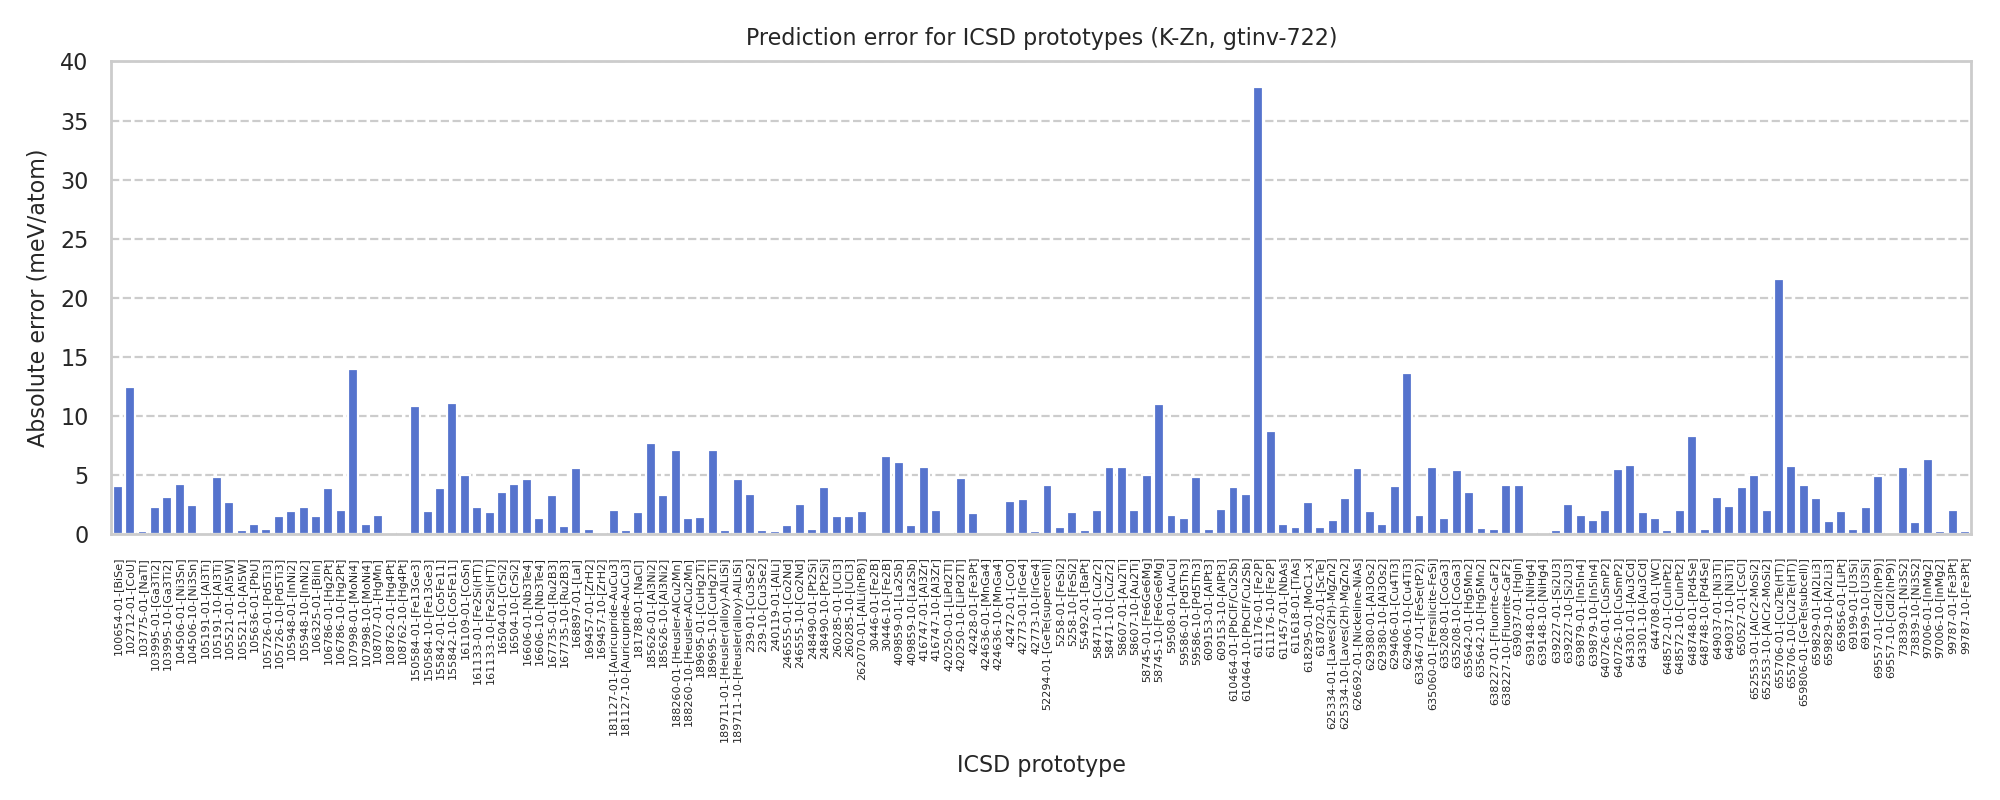 Prediction error for ICSD prototypes (K-Zn, gtinv-722)
Absolute error (meV/atom)
40
35
30
25
20
15
10
5
0
100654-01-[BiSe]
102712-01-[CoU]
103775-01-[NaTl]
103995-01-[Ga3Ti2]
103995-10-[Ga3Ti2]
104506-01-[Ni3Sn]
104506-10-[Ni3Sn]
105191-01-[Al3Ti]
105191-10-[Al3Ti]
105521-01-[Al5W]
105521-10-[Al5W]
105636-01-[PbU]
105726-01-[Pd5Ti3]
105726-10-[Pd5Ti3]
105948-01-[InNi2]
105948-10-[InNi2]
106325-01-[BiIn]
106786-01-[Hg2Pt]
106786-10-[Hg2Pt]
107998-01-[MoNi4]
107998-10-[MoNi4]
108707-01-[HgMn]
108762-01-[Hg4Pt]
108762-10-[Hg4Pt]
150584-01-[Fe13Ge3]
150584-10-[Fe13Ge3]
155842-01-[Co5Fe11]
155842-10-[Co5Fe11]
161109-01-[CoSn]
161133-01-[Fe2Si(HT)]
161133-10-[Fe2Si(HT)]
16504-01-[CrSi2]
16504-10-[CrSi2]
16606-01-[Nb3Te4]
16606-10-[Nb3Te4]
167735-01-[Ru2B3]
167735-10-[Ru2B3]
168897-01-[LaI]
169457-01-[ZrH2]
169457-10-[ZrH2]
181127-01-[Auricupride-AuCu3]
181127-10-[Auricupride-AuCu3]
181788-01-[NaCl]
185626-01-[Al3Ni2]
185626-10-[Al3Ni2]
188260-01-[Heusler-AlCu2Mn]
188260-10-[Heusler-AlCu2Mn]
189695-01-[CuHg2Ti]
189695-10-[CuHg2Ti]
189711-01-[Heusler(alloy)-AlLiSi]
189711-10-[Heusler(alloy)-AlLiSi]
239-01-[Cu3Se2]
239-10-[Cu3Se2]
240119-01-[AlLi]
246555-01-[Co2Nd]
246555-10-[Co2Nd]
248490-01-[Pt2Si]
248490-10-[Pt2Si]
260285-01-[UCl3]
260285-10-[UCl3]
262070-01-[AlLi(hP8)]
30446-01-[Fe2B]
30446-10-[Fe2B]
409859-01-[La2Sb]
409859-10-[La2Sb]
416747-01-[Al3Zr]
416747-10-[Al3Zr]
420250-01-[LiPd2Tl]
420250-10-[LiPd2Tl]
42428-01-[Fe3Pt]
424636-01-[MnGa4]
424636-10-[MnGa4]
42472-01-[CoO]
42773-01-[IrGe4]
42773-10-[IrGe4]
52294-01-[GeTe(supercell)]
5258-01-[FeSi2]
5258-10-[FeSi2]
55492-01-[BaPt]
58471-01-[CuZr2]
58471-10-[CuZr2]
58607-01-[Au2Ti]
58607-10-[Au2Ti]
58745-01-[Fe6Ge6Mg]
58745-10-[Fe6Ge6Mg]
59508-01-[AuCu]
59586-01-[Pd5Th3]
59586-10-[Pd5Th3]
609153-01-[AlPt3]
609153-10-[AlPt3]
610464-01-[PbClF/Cu2Sb]
610464-10-[PbClF/Cu2Sb]
611176-01-[Fe2P]
611176-10-[Fe2P]
611457-01-[NbAs]
611618-01-[TiAs]
618295-01-[MoC1-x]
618702-01-[ScTe]
625334-01-[Laves(2H)-MgZn2]
625334-10-[Laves(2H)-MgZn2]
626692-01-[Nickeline-NiAs]
629380-01-[Al3Os2]
629380-10-[Al3Os2]
629406-01-[Cu4Ti3]
629406-10-[Cu4Ti3]
633467-01-[FeSe(tP2)]
635060-01-[Fersilicite-FeSi]
635208-01-[CoGa3]
635208-10-[CoGa3]
635642-01-[Hg5Mn2]
635642-10-[Hg5Mn2]
638227-01-[Fluorite-CaF2]
638227-10-[Fluorite-CaF2]
639037-01-[HgIn]
639148-01-[NiHg4]
639148-10-[NiHg4]
639227-01-[Si2U3]
639227-10-[Si2U3]
639879-01-[In5In4]
639879-10-[In5In4]
640726-01-[CuSmP2]
640726-10-[CuSmP2]
643301-01-[Au3Cd]
643301-10-[Au3Cd]
644708-01-[WC]
648572-01-[CuInPt2]
648572-10-[CuInPt2]
648748-01-[Pd4Se]
648748-10-[Pd4Se]
649037-01-[Ni3Ti]
649037-10-[Ni3Ti]
650527-01-[CsCl]
652553-01-[AlCr2-MoSi2]
652553-10-[AlCr2-MoSi2]
655706-01-[Cu2Te(HT)]
655706-10-[Cu2Te(HT)]
659806-01-[GeTe(subcell)]
659829-01-[Al2Li3]
659829-10-[Al2Li3]
659856-01-[LiPt]
69199-01-[U3Si]
69199-10-[U3Si]
69557-01-[CdI2(hP9)]
69557-10-[CdI2(hP9)]
73839-01-[Ni3S2]
73839-10-[Ni3S2]
97006-01-[InMg2]
97006-10-[InMg2]
99787-01-[Fe3Pt]
99787-10-[Fe3Pt]
ICSD prototype